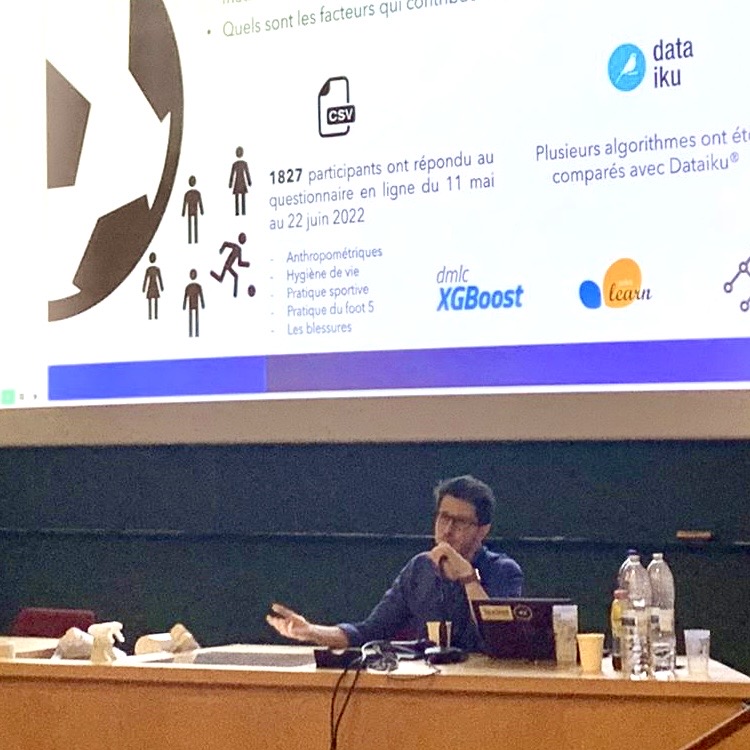 • Quels sont les facteurs qui
data
iku
CSV
1827 participants ont répondu au
questionnaire en ligne du 11 mai
au 22 juin 2022
Plusieurs algorithmes ont été
comparés avec Dataiku®
- Anthropométriques
- Hygiène de vie
- Pratique sportive
- Pratique du foot 5
- Les blessures
dmlc
XGBoost
learn